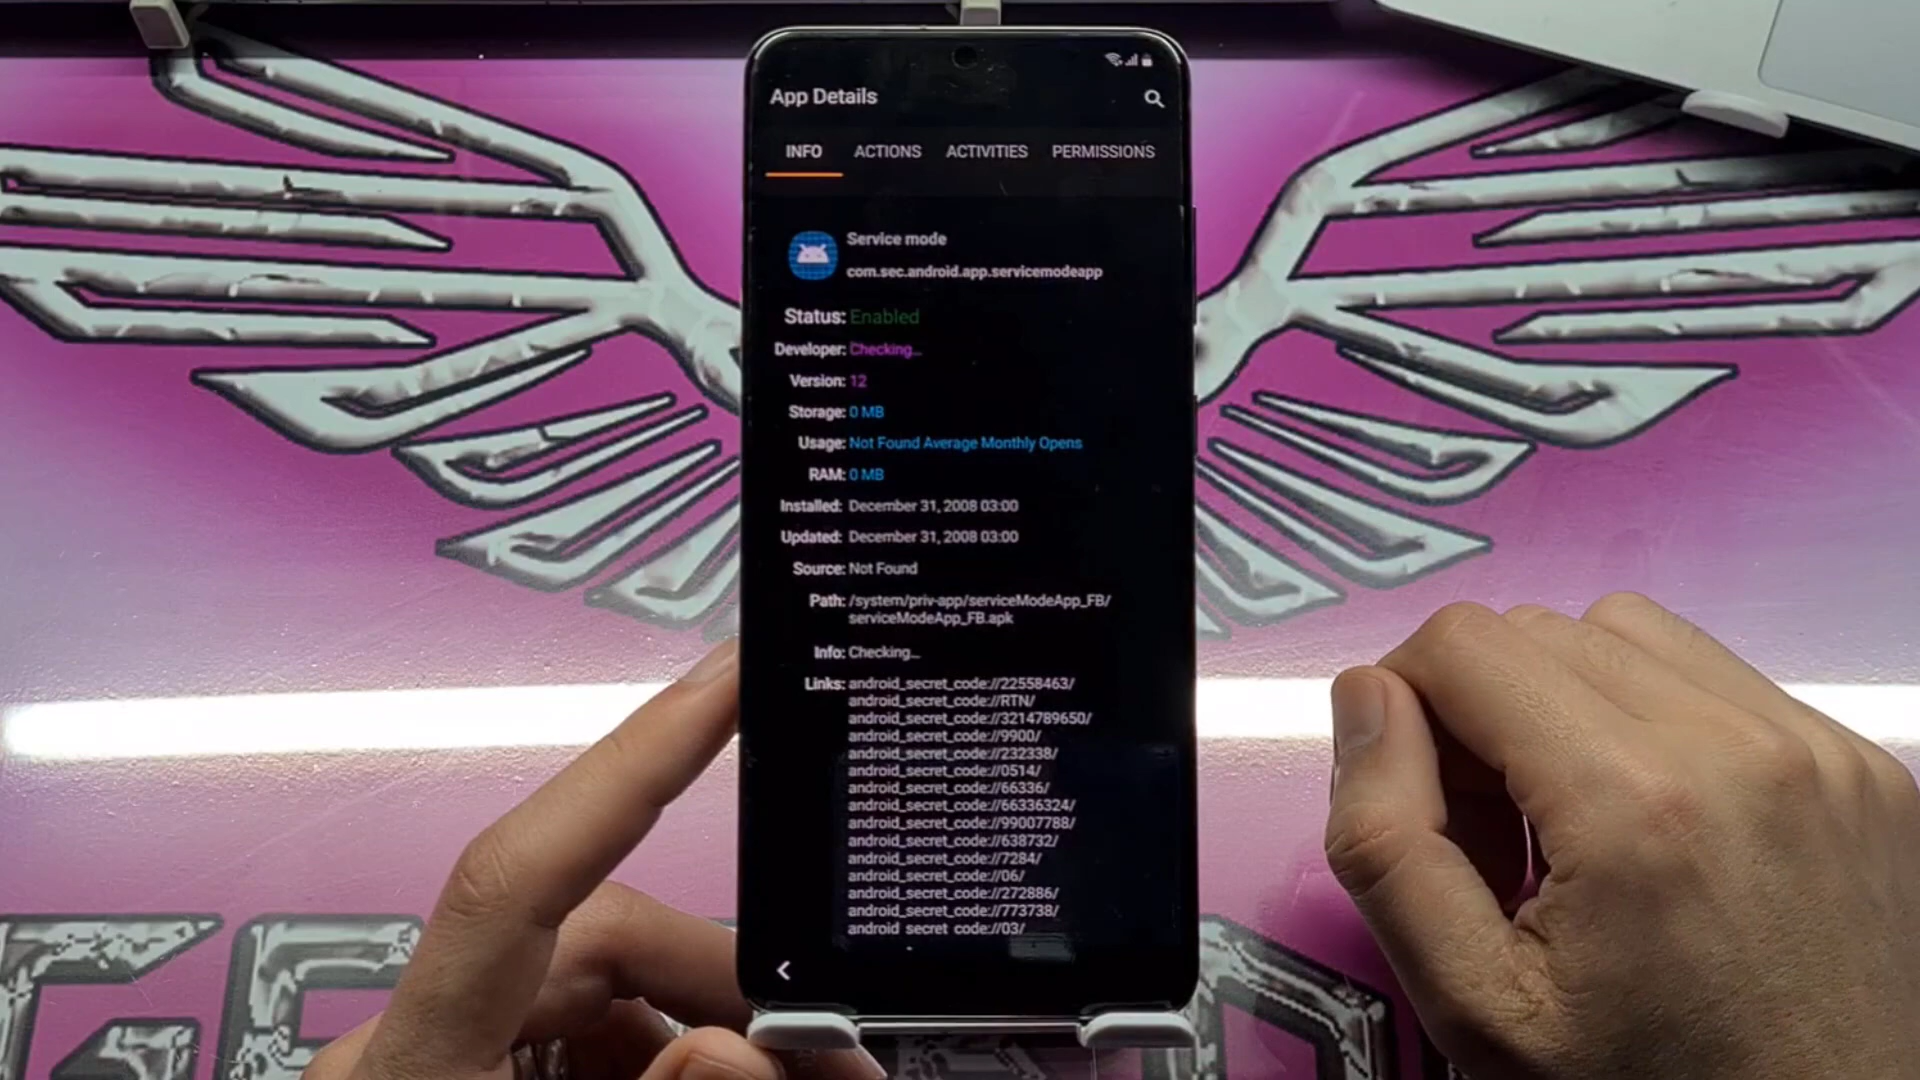 App Details
INFO ACTIONS ACTIVITIES PERMISSIONS
Service mode
com.sec.android.app.servicemodeapp
Status: Enabled
Developer: Checking...
Version: 12
Storage: 0 MB
Usage: Not Found Average Monthly Opens
RAM: 0 MB
Installed: December 31, 2008 03:00
Updated: December 31, 2008 03:00
Source: Not Found
Path: /system/priv-app/serviceModeApp_FB/
serviceModeApp_FB.apk
Info: Checking...
Links: android_secret_code://22558463/
android_secret_code://RTN/
android_secret_code://3214789650/
android_secret_code://9900/
android_secret_code://232338/
android_secret_code://0514/
android_secret_code://66336/
android_secret_code://66336324/
android_secret_code://99007788/
android_secret_code://638732/
android_secret_code://7284/
android_secret_code://06/
android_secret_code://272886/
android_secret_code://773738/
android_secret_code://03/